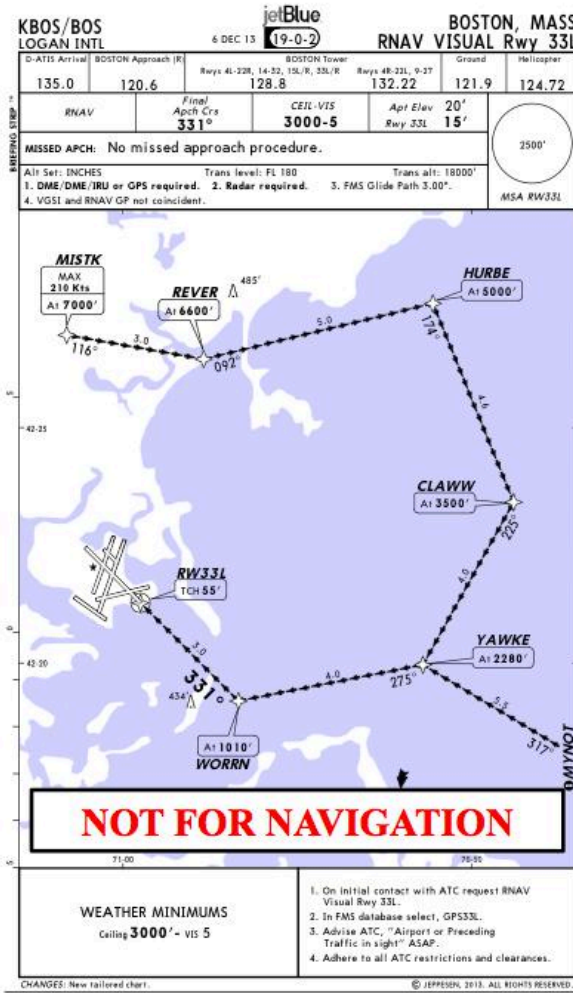 KBOS/BOS
LOGAN INTL
jetBlue
6 DEC 13
19-0-2
BOSTON, MASS
RNAV VISUAL Rwy 33L
D-ATIS Arrival
135.0
BOSTON Approach (R)
120.6
BOSTON Tower
Rwys 4L-22R, 14-32, 15L/R, 33L/R
128.8
Rwys 4R-22L, 9-27
132.22
Ground
121.9
Helicopter
124.72
BRIEFING STRIP TM
RNAV
Final
Apch Crs
331°
CEIL-VIS
3000-5
Apt Elev 20'
Rwy 33L 15'
MISSED APCH: No missed approach procedure.
Alt Set: INCHES Trans level: FL 180 Trans alt: 18000'
1. DME/DME/IRU or GPS required. 2. Radar required. 3. FMS Glide Path 3.00°.
4. VGSI and RNAV GP not coincident.
2500'
MSA RW33L
MISTK
MAX
210 Kts
At 7000'
116°
3.0
REVER
At 6600'
485'
092°
5.0
HURBE
At 5000'
174°
4.6
5
42-25
CLAWW
At 3500'
225°
4.0
RW33L
TCH 55'
3.0
0
42-20
YAWKE
At 2280'
275°
4.0
5.3
317°
MYNOT
331°
434'
At 1010'
WORRN
NOT FOR NAVIGATION
5
71-00
70-50
WEATHER MINIMUMS
Ceiling 3000'- VIS 5
1. On initial contact with ATC request RNAV
Visual Rwy 33L.
2. In FMS database select, GPS33L.
3. Advise ATC, "Airport or Preceding
Traffic in sight" ASAP.
4. Adhere to all ATC restrictions and clearances.
CHANGES: New tailored chart.
© JEPPESEN, 2013. ALL RIGHTS RESERVED.